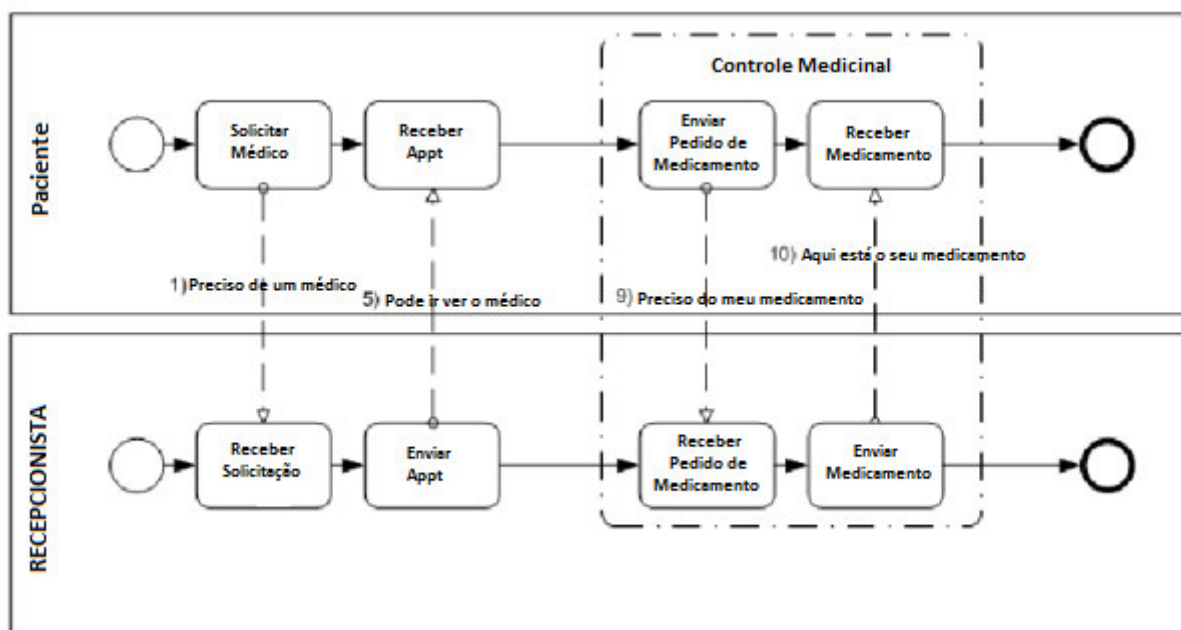 Controle Medicinal
Paciente
Solicitar
Médico
Receber
Appt
Enviar
Pedido de
Medicamento
Receber
Medicamento
1) Preciso de um médico
5) Pode ir ver o médico
9) Preciso do meu medicamento
10) Aqui está o seu medicamento
RECEPCIONISTA
Receber
Solicitação
Enviar
Appt
Receber
Pedido de
Medicamento
Enviar
Medicamento